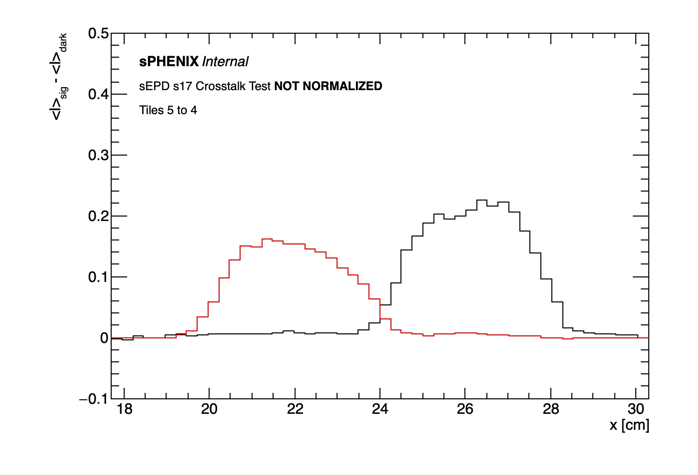 <I>sig - <I>dark
sPHENIX Internal
sEPD s17 Crosstalk Test NOT NORMALIZED
Tiles 5 to 4
0.5
0.4
0.3
0.2
0.1
0
−0.1
18 20 22 24 26 28 30
x [cm]